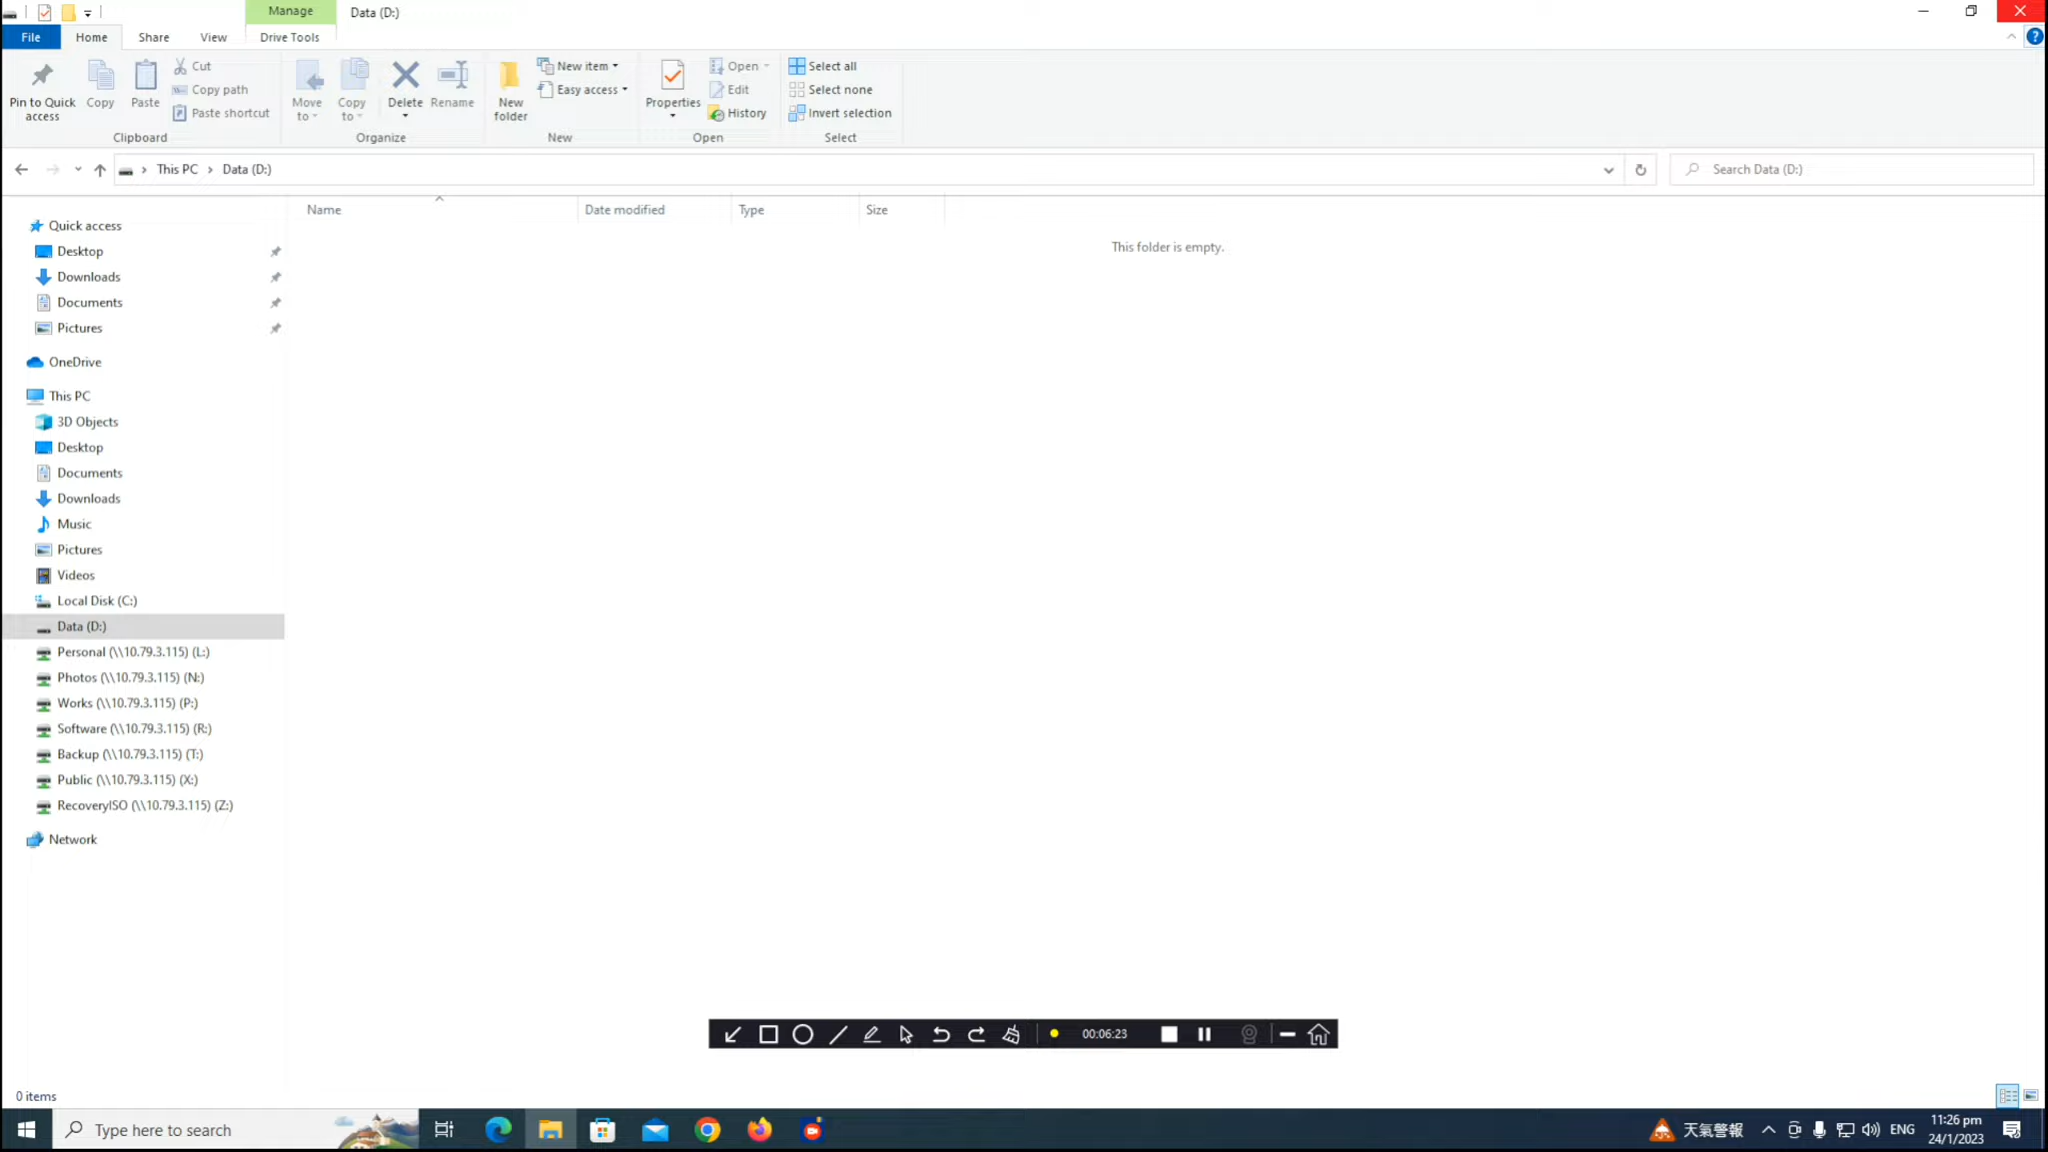 Manage
Data (D:)
File
Home
Share
View
Drive Tools
Pin to Quick
access
Copy
Paste
Cut
Copy path
Paste shortcut
Clipboard
Move
to
Copy
to
Delete
Rename
Organize
New
folder
New item
Easy access
New
Properties
Open
Edit
History
Open
Select all
Select none
Invert selection
Select
This PC
Data (D:)
Search Data (D:)
Name
Date modified
Type
Size
This folder is empty.
Quick access
Desktop
Downloads
Documents
Pictures
OneDrive
This PC
3D Objects
Desktop
Documents
Downloads
Music
Pictures
Videos
Local Disk (C:)
Data (D:)
Personal (\\10.79.3.115) (L:)
Photos (\\10.79.3.115) (N:)
Works (\\10.79.3.115) (P:)
Software (\\10.79.3.115) (R:)
Backup (\\10.79.3.115) (T:)
Public (\\10.79.3.115) (X:)
RecoveryISO (\\10.79.3.115) (Z:)
Network
00:06:23
0 items
Type here to search
天氣警報
ENG
11:26 pm
24/1/2023